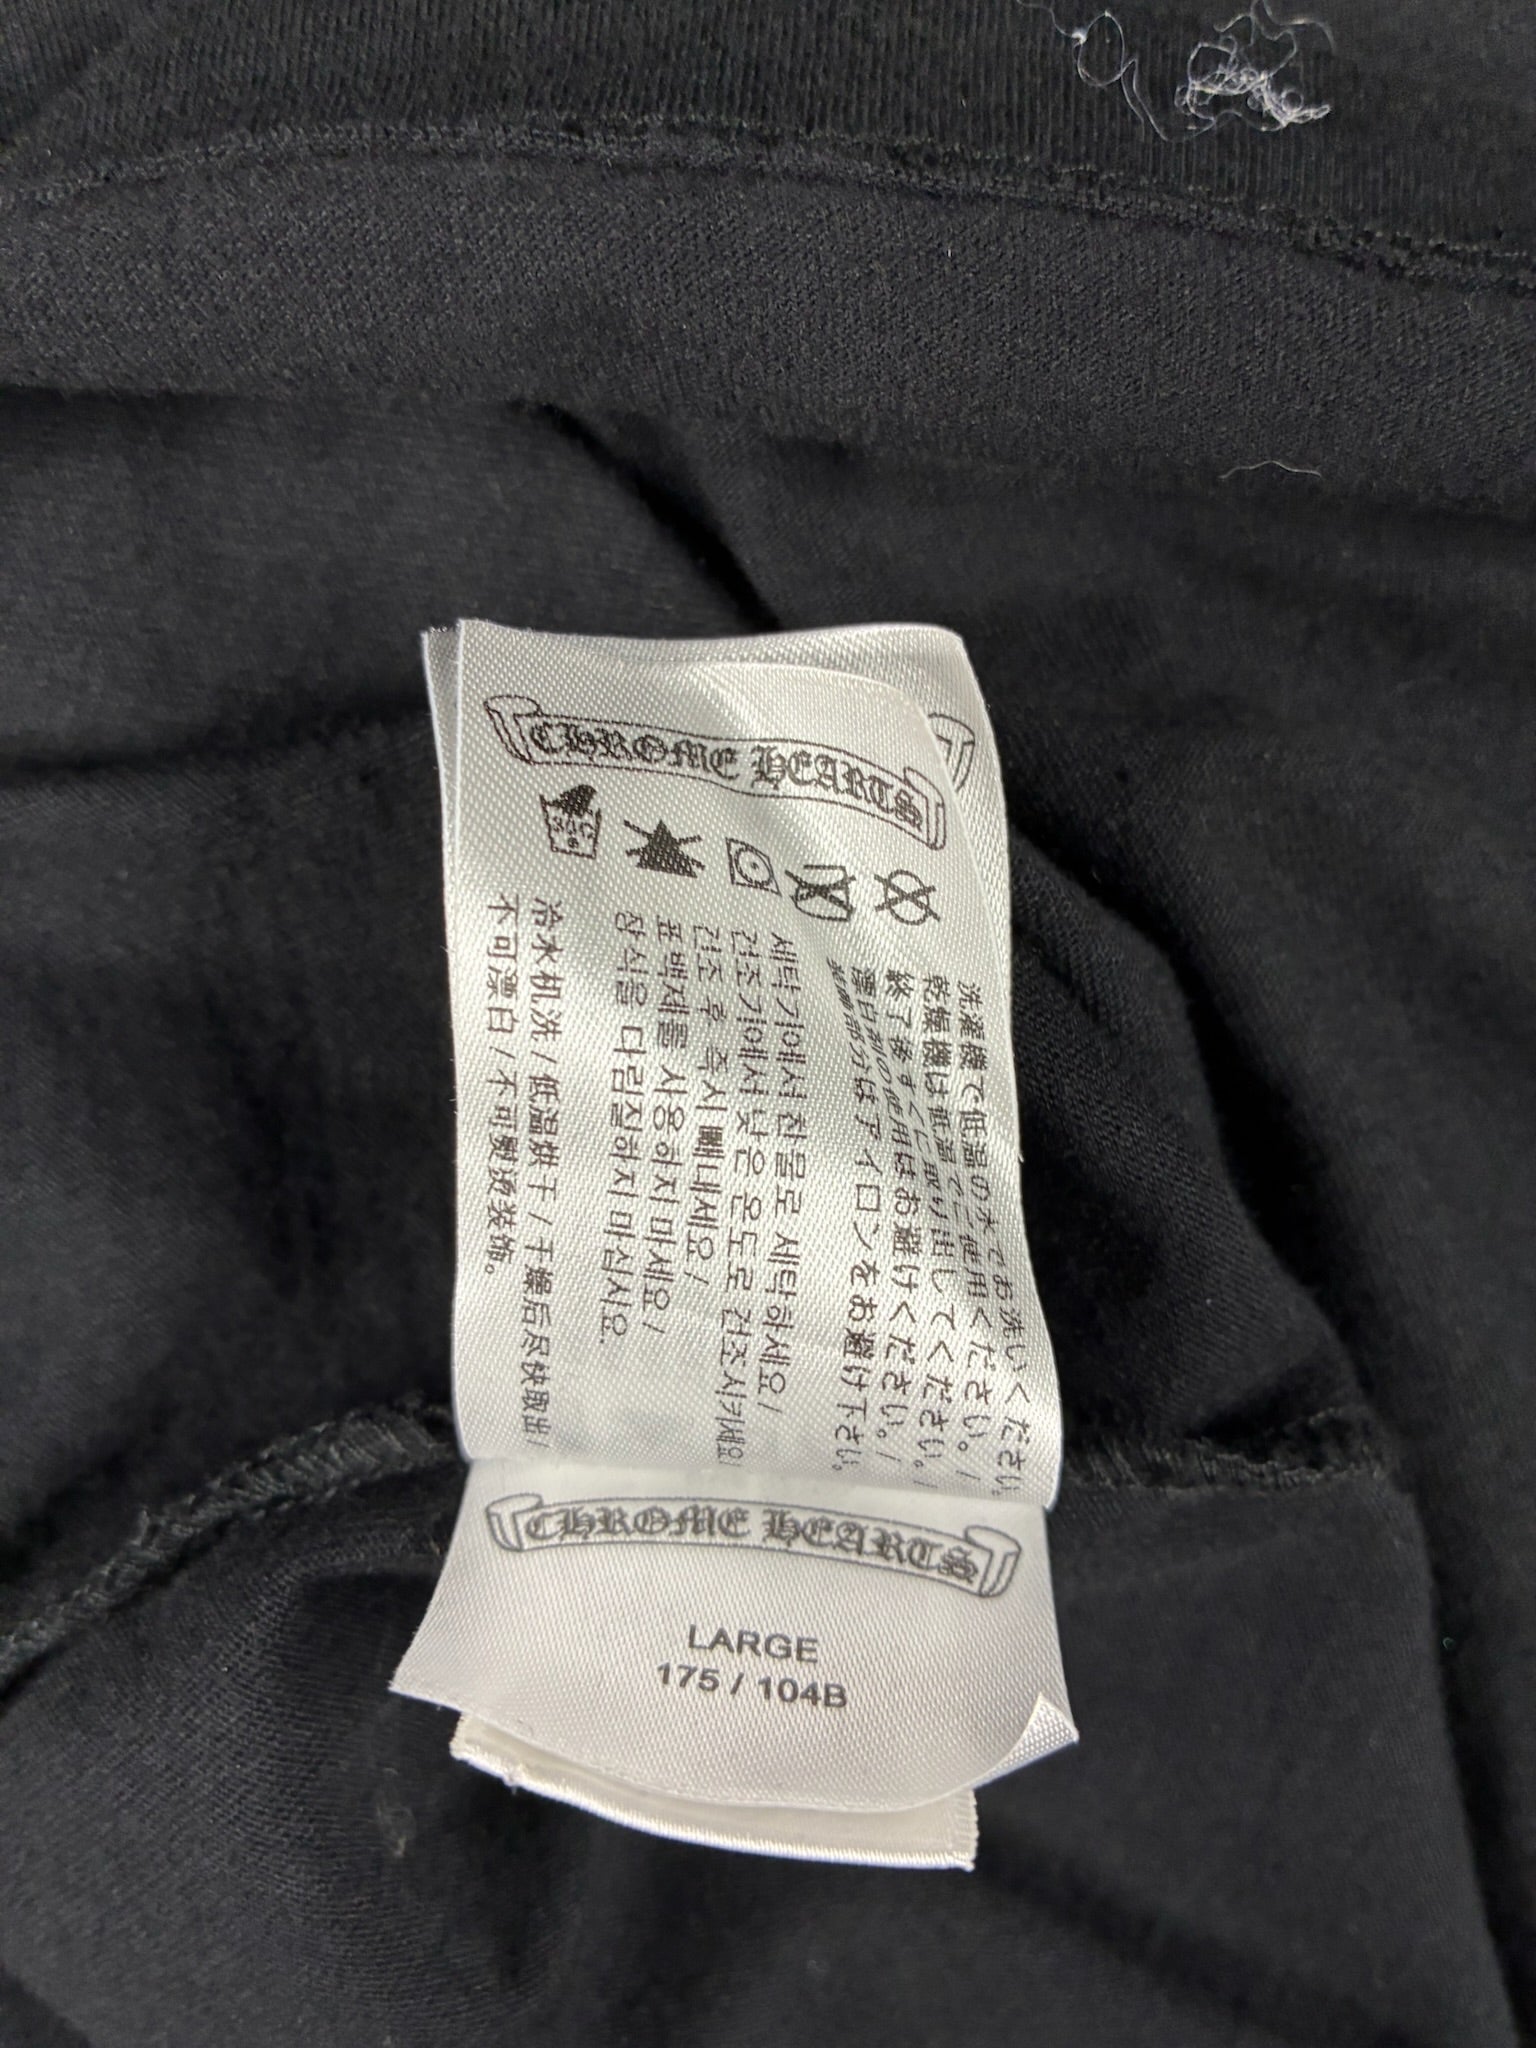 CHROME HEARTS
30°C
洗濯機で低温の水でお洗いください。/
乾燥機は低温でご使用ください。/
終了後すぐに取り出してください。/
漂白剤の使用はお避けください。/
装飾部分はアイロンをお避け下さい。
세탁기에서 찬물로 세탁하세요/
건조기에서 낮은 온도로 건조시키세요/
건조 후 즉시 빼내세요/
표백제를 사용하지 마세요/
장식을 다림질하지 마십시요.
冷水机洗/低温烘干/干燥后尽快取出/
不可漂白/不可熨烫装饰。
CHROME HEARTS
LARGE
175 / 104B